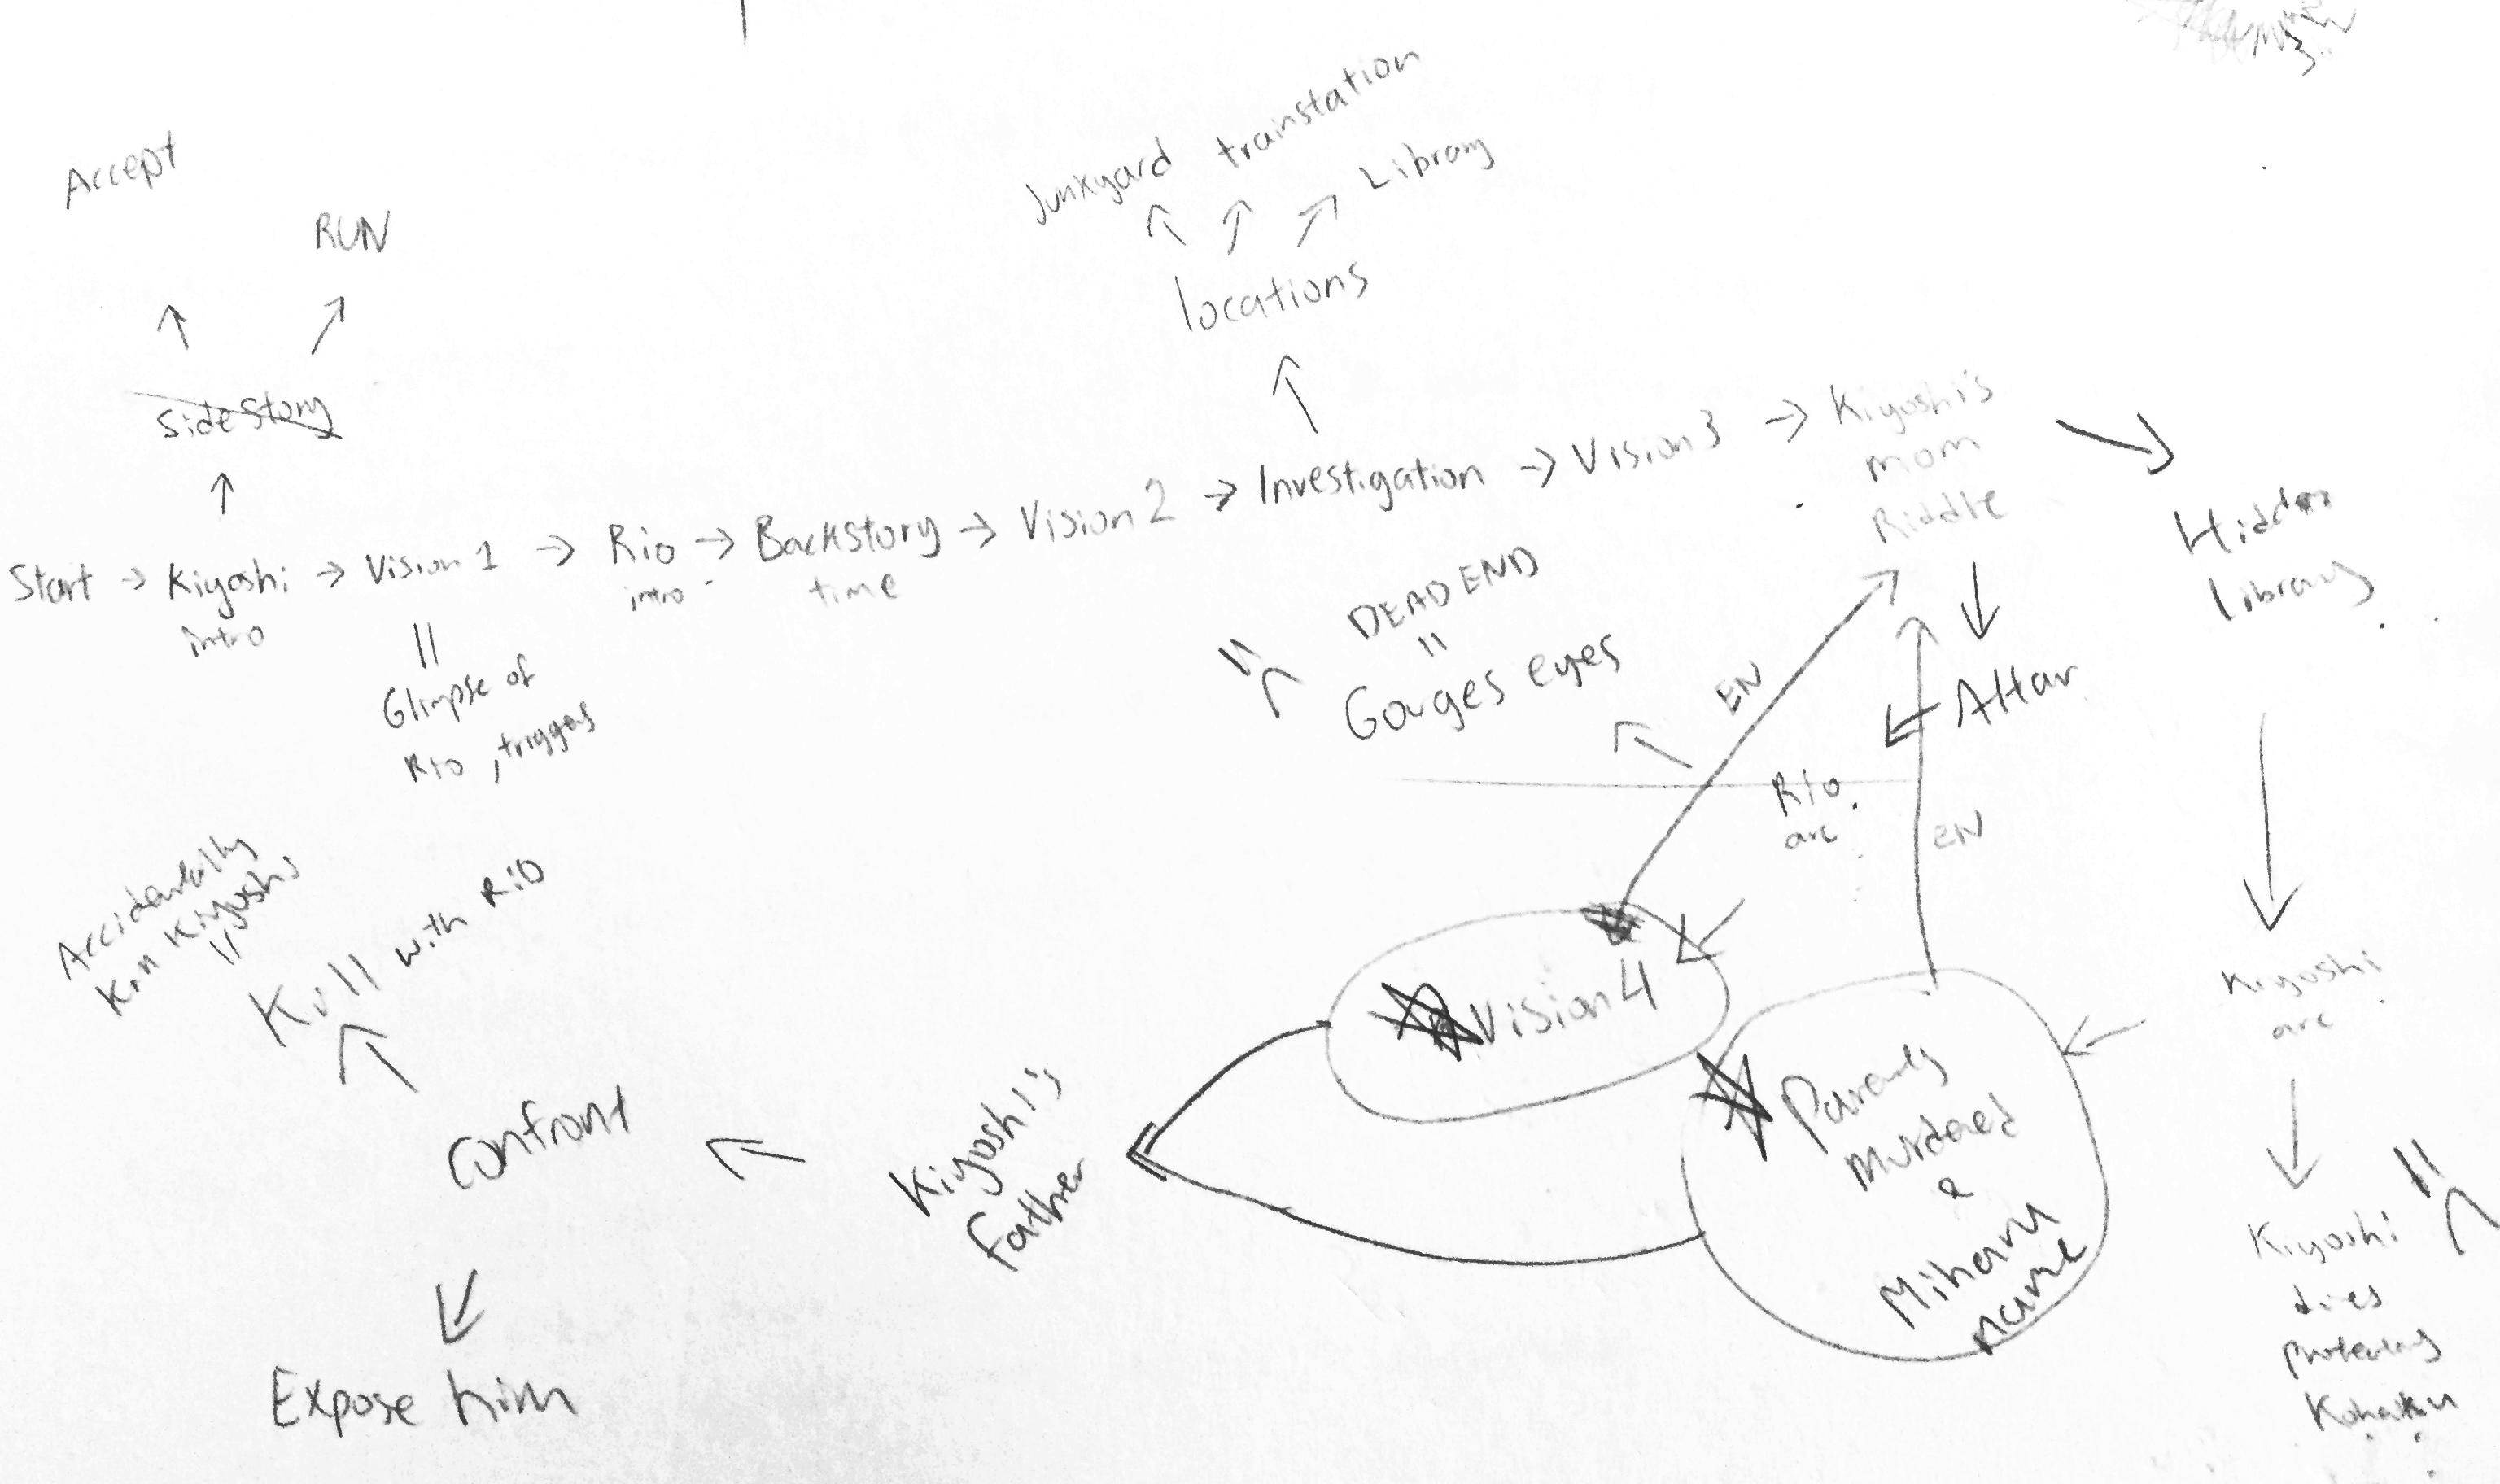 Accept
RUN
Side Story
Junkyard trainstation
Library
locations
Start → Kiyoshi → Vision 1 → Rio → Backstory → Vision 2 → Investigation → Vision 3 → Kiyoshi's
intro
intro
time
mom
Riddle
Hidden
library
Glimpse of
Rio, triggers
DEAD END
Gouges eyes
EN
Altar
Rio
arc
EN
Accidentally
Kill Kiyoshi
Kill with Rio
Vision 4
Kiyoshi
arc
Parents
Murdered
&
Miharu
name
Kiyoshi's
father
Confront
Expose him
Kiyoshi
dies
protecting